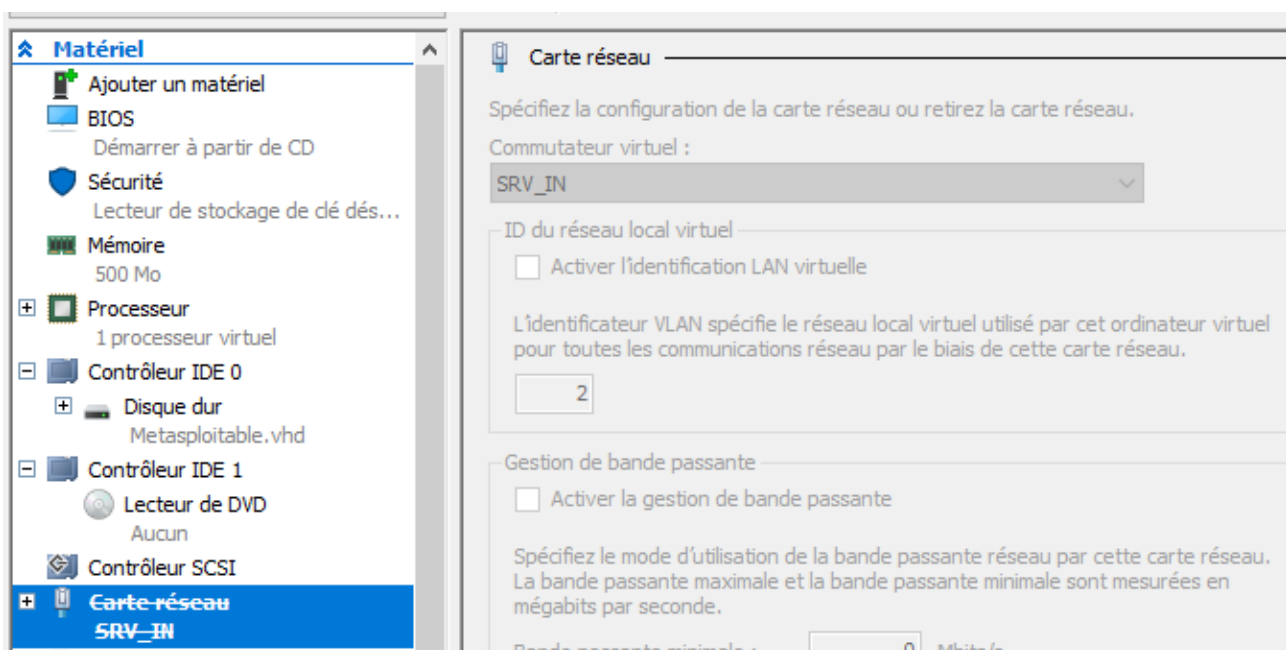 Matériel
Ajouter un matériel
BIOS
Démarrer à partir de CD
Sécurité
Lecteur de stockage de clé dés...
Mémoire
500 Mo
Processeur
1 processeur virtuel
Contrôleur IDE 0
Disque dur
Metasploitable.vhd
Contrôleur IDE 1
Lecteur de DVD
Aucun
Contrôleur SCSI
Carte réseau
SRV_IN
Carte réseau
Spécifiez la configuration de la carte réseau ou retirez la carte réseau.
Commutateur virtuel :
SRV_IN
ID du réseau local virtuel
Activer l'identification LAN virtuelle
L'identificateur VLAN spécifie le réseau local virtuel utilisé par cet ordinateur virtuel
pour toutes les communications réseau par le biais de cette carte réseau.
2
Gestion de bande passante
Activer la gestion de bande passante
Spécifiez le mode d'utilisation de la bande passante réseau par cette carte réseau.
La bande passante maximale et la bande passante minimale sont mesurées en
mégabits par seconde.
Bande passante minimale : 0 Mbits/s